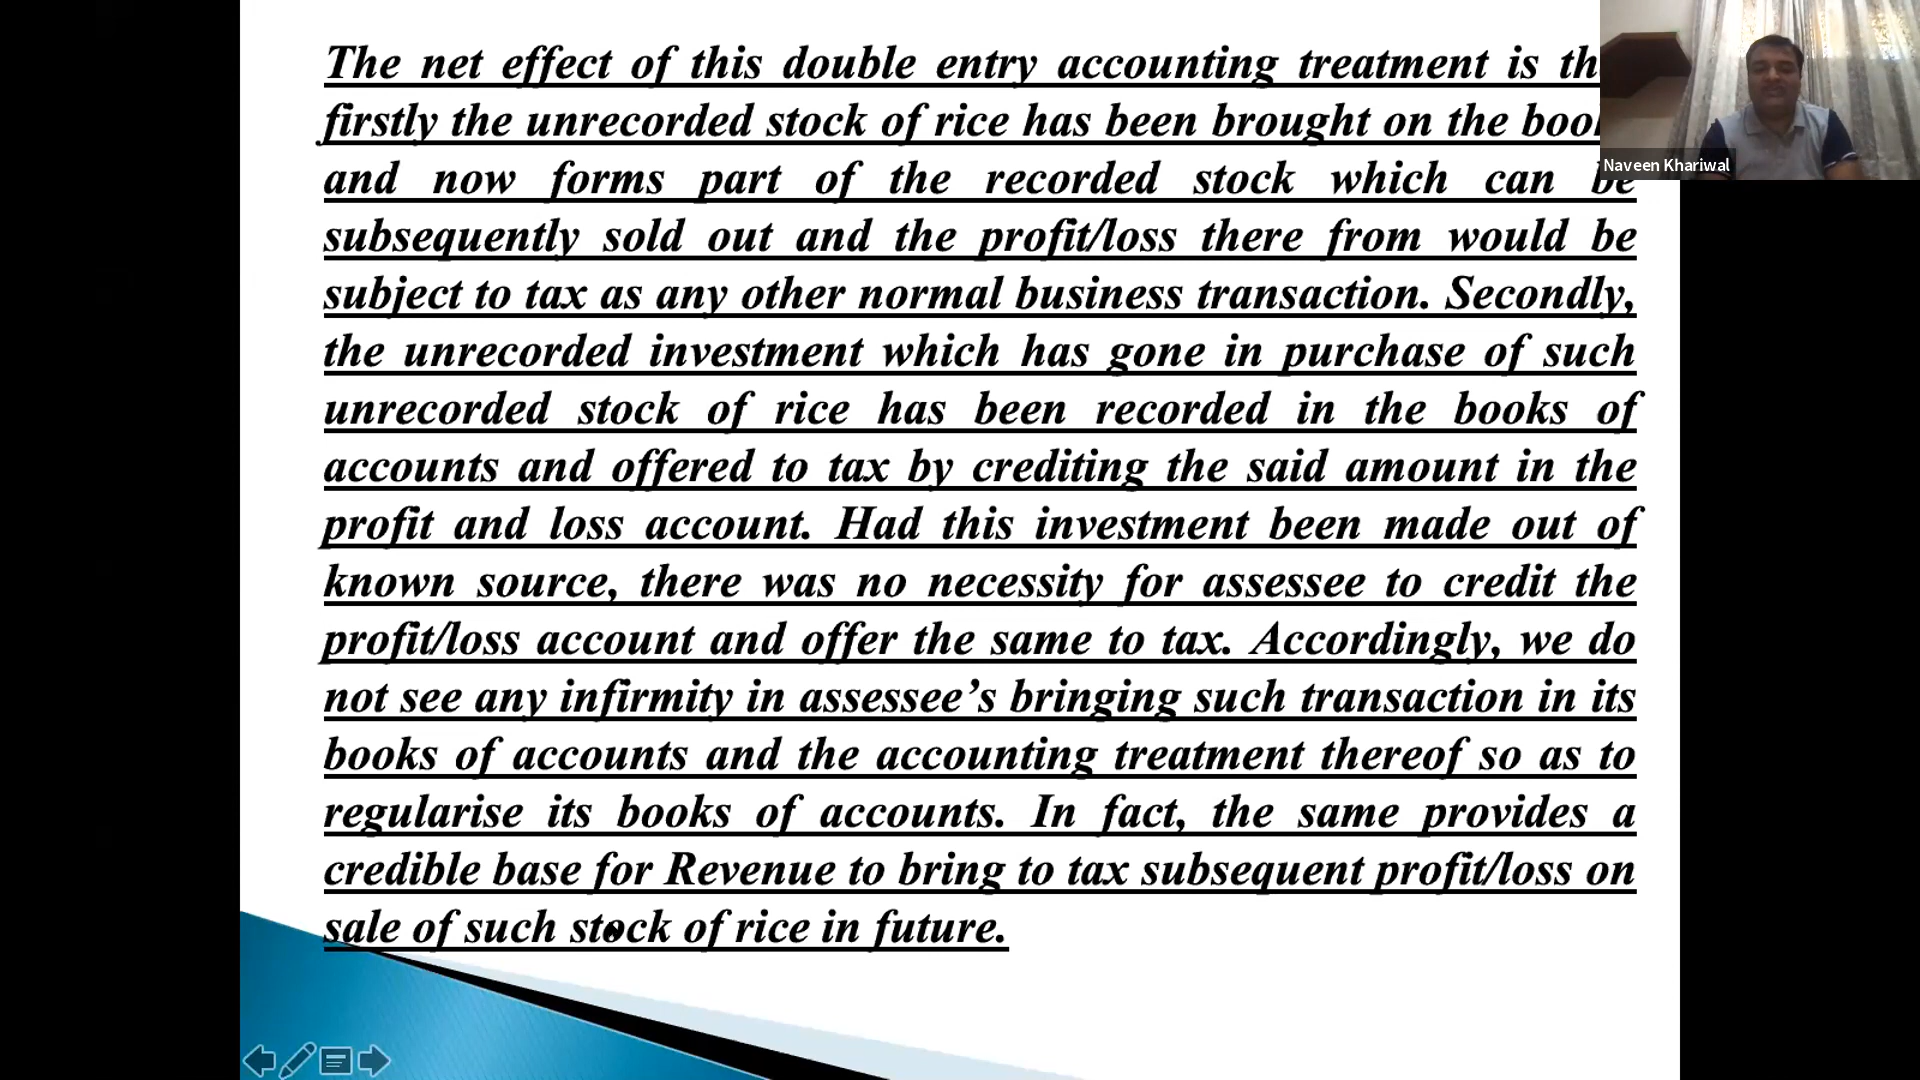 The net effect of this double entry accounting treatment is
firstly the unrecorded stock of rice has been brought on the
and now forms part of the recorded stock which can be
subsequently sold out and the profit/loss there from would be
subject to tax as any other normal business transaction. Secondly,
the unrecorded investment which has gone in purchase of such
unrecorded stock of rice has been recorded in the books of
accounts and offered to tax by crediting the said amount in the
profit and loss account. Had this investment been made out of
known source, there was no necessity for assessee to credit the
profit/loss account and offer the same to tax. Accordingly, we do
not see any infirmity in assessee’s bringing such transaction in its
books of accounts and the accounting treatment thereof so as to
regularise its books of accounts. In fact, the same provides a
credible base for Revenue to bring to tax subsequent profit/loss on
sale of such stock of rice in future.
Naveen Khariwal